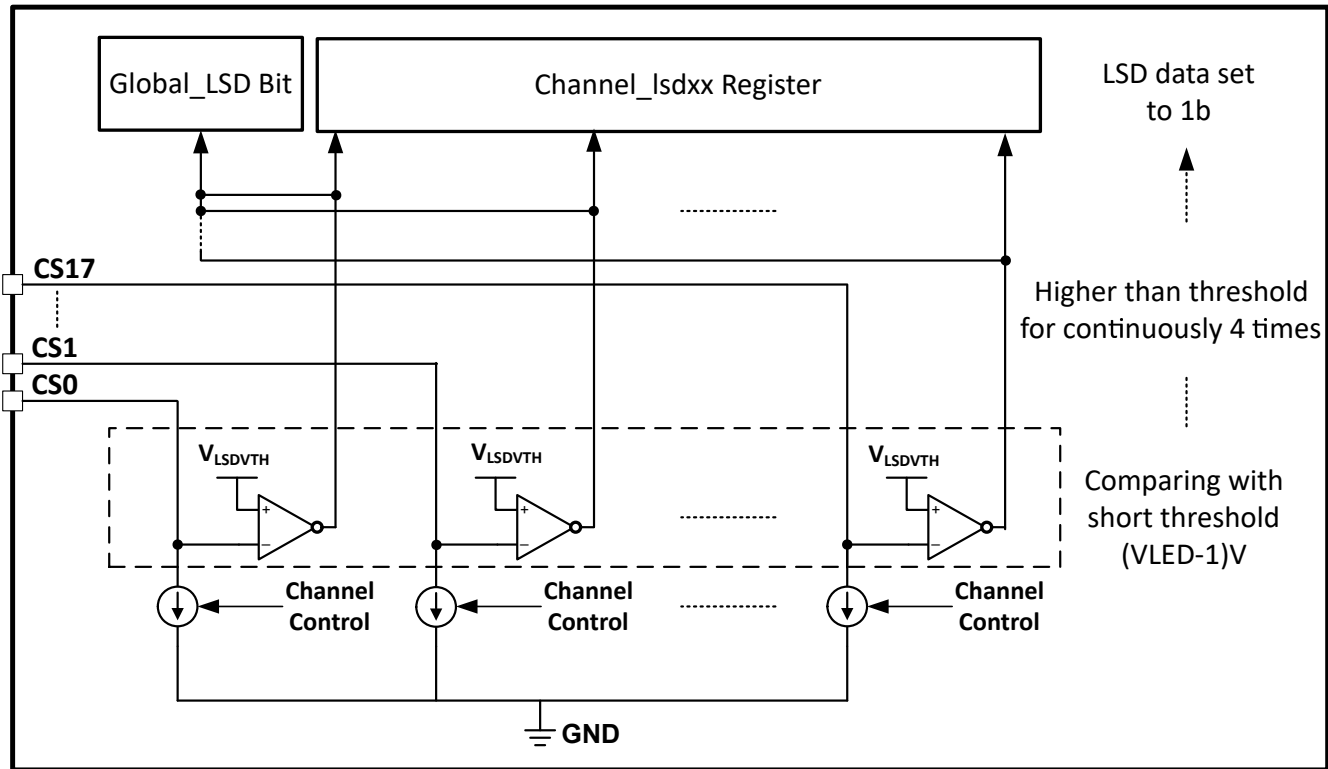 Global_LSD Bit
Channel_lsdxx Register
LSD data set
to 1b
CS17
Higher than threshold
for continuously 4 times
CS1
CS0
VLSDVTH
VLSDVTH
VLSDVTH
+
−
+
−
+
−
Comparing with
short threshold
(VLED-1)V
Channel
Control
Channel
Control
Channel
Control
GND